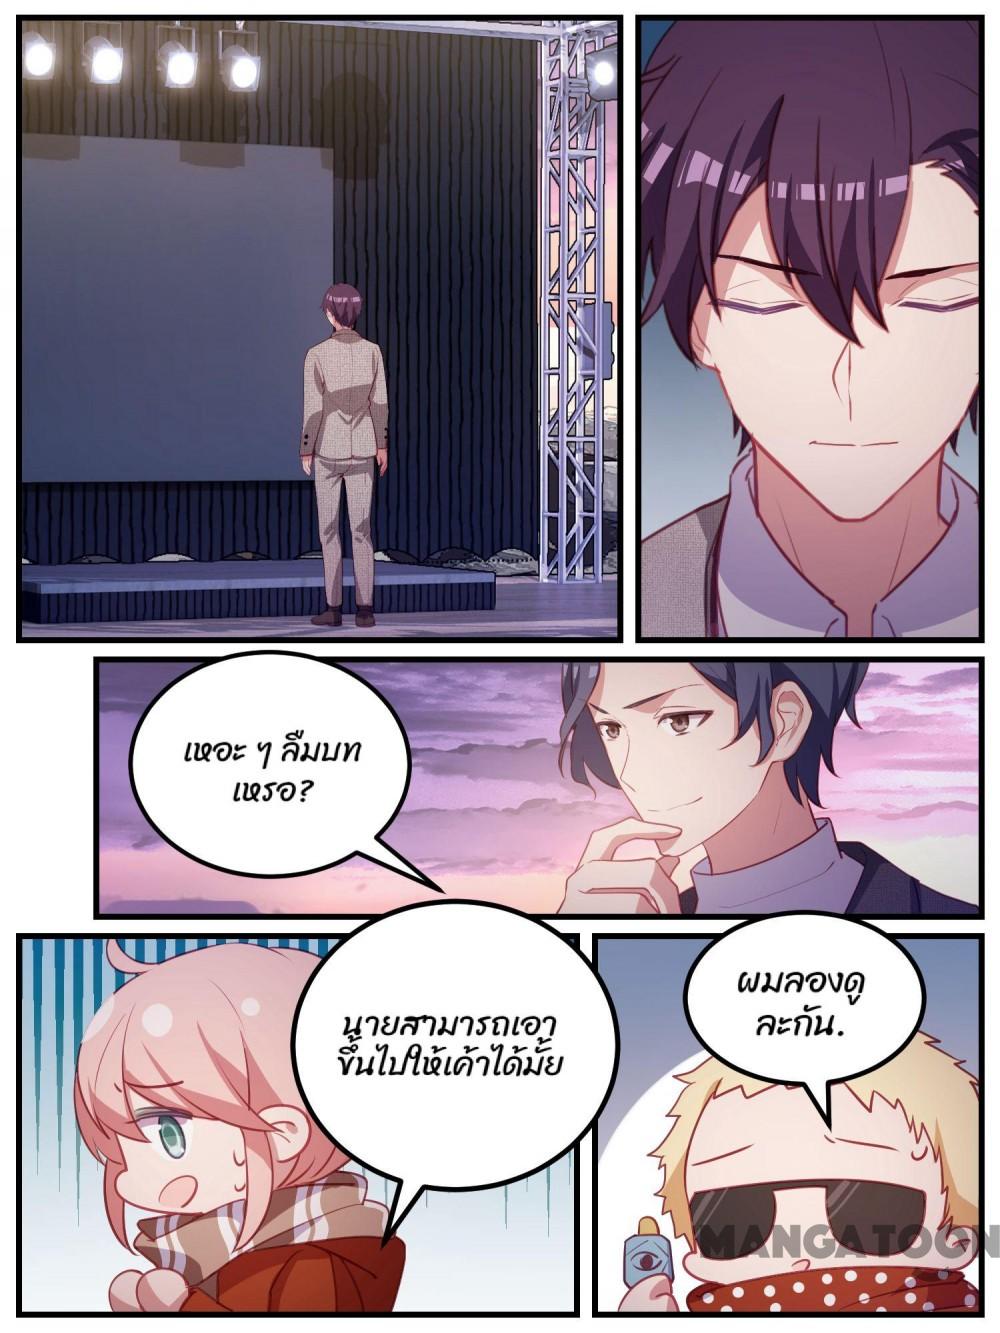 เหอะ ๆ ลืมบท
เหรอ?
นายสามารถเอา
ขึ้นไปให้เค้าได้มั้ย
ผมลองดู
ละกัน.
MANGATOON